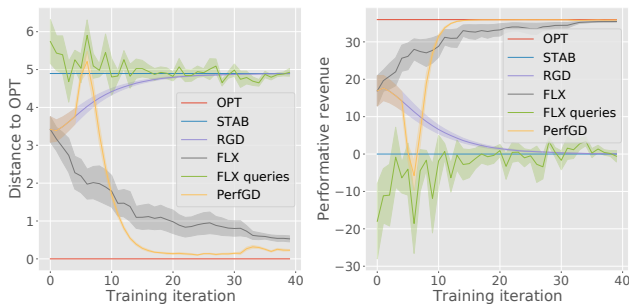 6
5
4
3
2
1
0
Distance to OPT
OPT
STAB
RGD
FLX
FLX queries
PerfGD
0 10 20 30 40
Training iteration
30
20
10
0
−10
−20
−30
Performative revenue
OPT
STAB
RGD
FLX
FLX queries
PerfGD
0 10 20 30 40
Training iteration